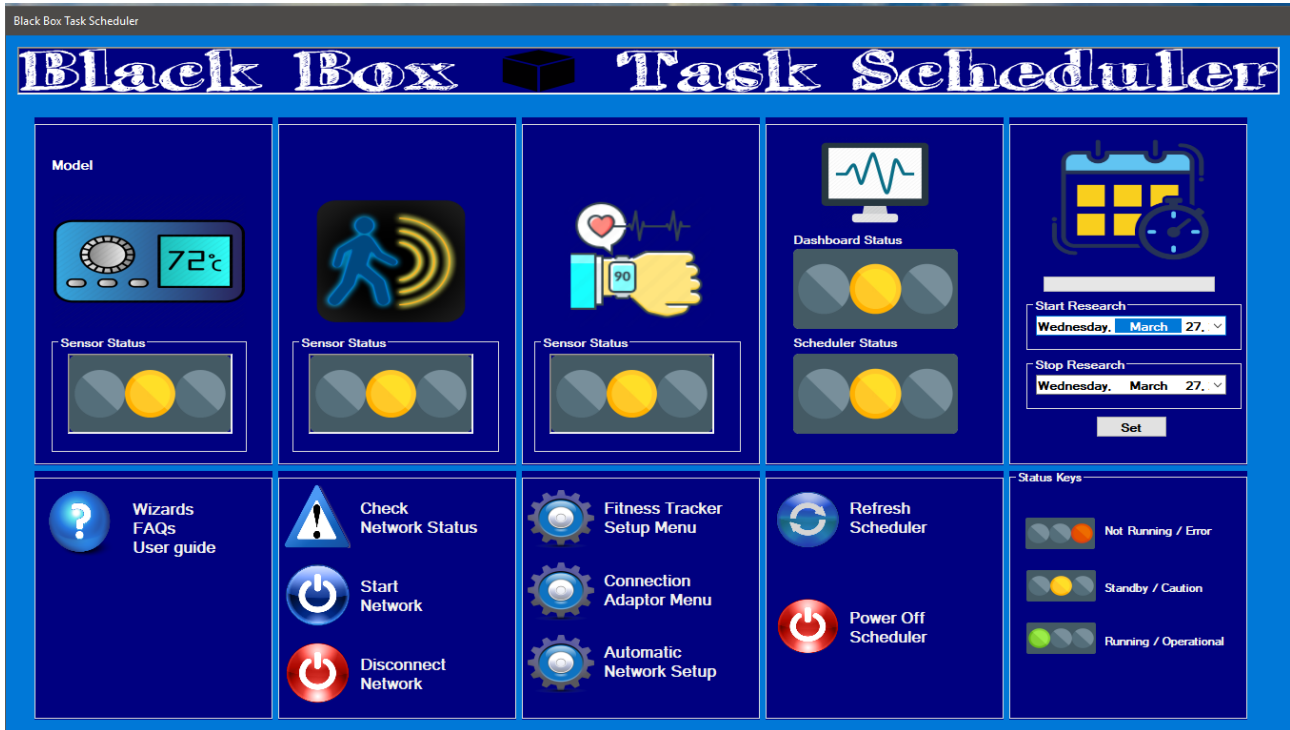 Black Box Task Scheduler
Black Box Task Scheduler
Model
72°c
Sensor Status
Sensor Status
90
Sensor Status
Dashboard Status
Scheduler Status
Start Research
Wednesday, March 27,
Stop Research
Wednesday, March 27,
Set
Wizards
FAQs
User guide
Check
Network Status
Start
Network
Disconnect
Network
Fitness Tracker
Setup Menu
Connection
Adaptor Menu
Automatic
Network Setup
Refresh
Scheduler
Power Off
Scheduler
Status Keys
Not Running / Error
Standby / Caution
Running / Operational